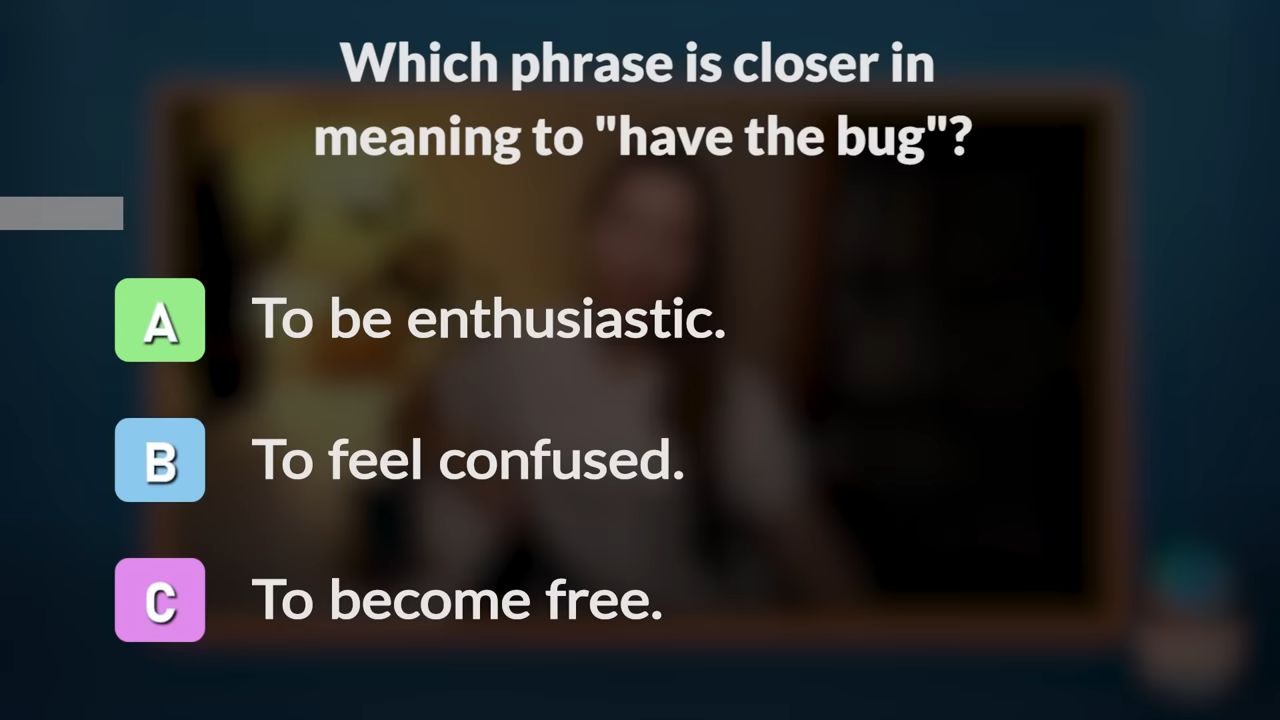 Which phrase is closer in
meaning to "have the bug"?
A To be enthusiastic.
B To feel confused.
C To become free.